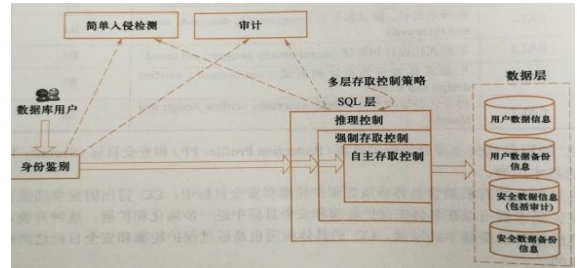 简单入侵检测
审计
多层存取控制策略
数据层
数据库用户
SQL 层
推理控制
强制存取控制
自主存取控制
身份鉴别
用户数据信息
用户数据备份
信息
安全数据信息
(包括审计)
安全数据备份
信息